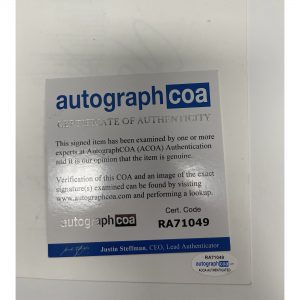 autographcoa
CERTIFICATE OF AUTHENTICITY
This signed item has been examined by one or more
experts at AutographCOA (ACOA) Authentication
and it is our opinion that the item is genuine.
Verification of this COA and an image of the exact
signature(s) examined can be found by visiting
www.autographcoa.com and performing a lookup.
Cert. Code
autographcoa RA71049
Justin Steffman, CEO, Lead Authenticator
RA71049
autographcoa
ACOA AUTHENTICATED